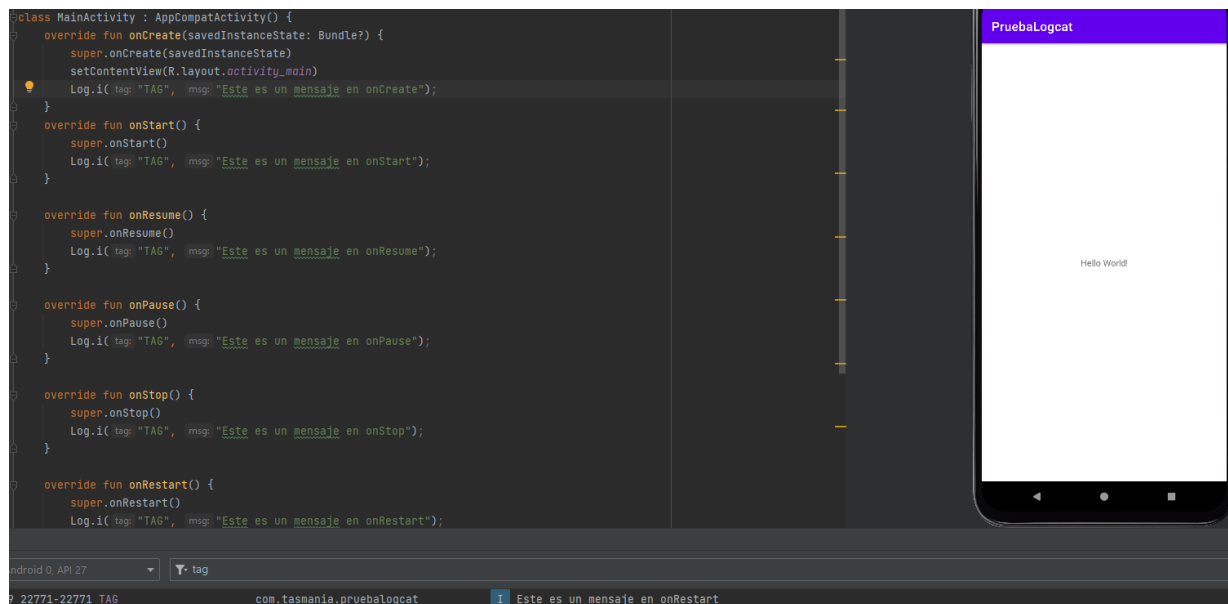 class MainActivity : AppCompatActivity() {
override fun onCreate(savedInstanceState: Bundle?) {
super.onCreate(savedInstanceState)
setContentView(R.layout.activity_main)
Log.i( tag: "TAG", msg: "Este es un mensaje en onCreate");
}
override fun onStart() {
super.onStart()
Log.i( tag: "TAG", msg: "Este es un mensaje en onStart");
}
override fun onResume() {
super.onResume()
Log.i( tag: "TAG", msg: "Este es un mensaje en onResume");
}
override fun onPause() {
super.onPause()
Log.i( tag: "TAG", msg: "Este es un mensaje en onPause");
}
override fun onStop() {
super.onStop()
Log.i( tag: "TAG", msg: "Este es un mensaje en onStop");
}
override fun onRestart() {
super.onRestart()
Log.i( tag: "TAG", msg: "Este es un mensaje en onRestart");
PruebaLogcat
Hello World!
ndroid 0, API 27 tag
9 22771-22771 TAG com.tasmania.pruebalogcat I Este es un mensaje en onRestart